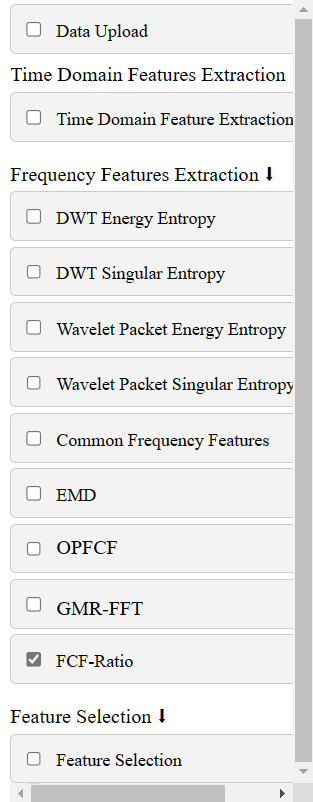 Data Upload
Time Domain Features Extraction
Time Domain Feature Extraction
Frequency Features Extraction ⬇
DWT Energy Entropy
DWT Singular Entropy
Wavelet Packet Energy Entropy
Wavelet Packet Singular Entropy
Common Frequency Features
EMD
OPFCF
GMR-FFT
FCF-Ratio
Feature Selection ⬇
Feature Selection